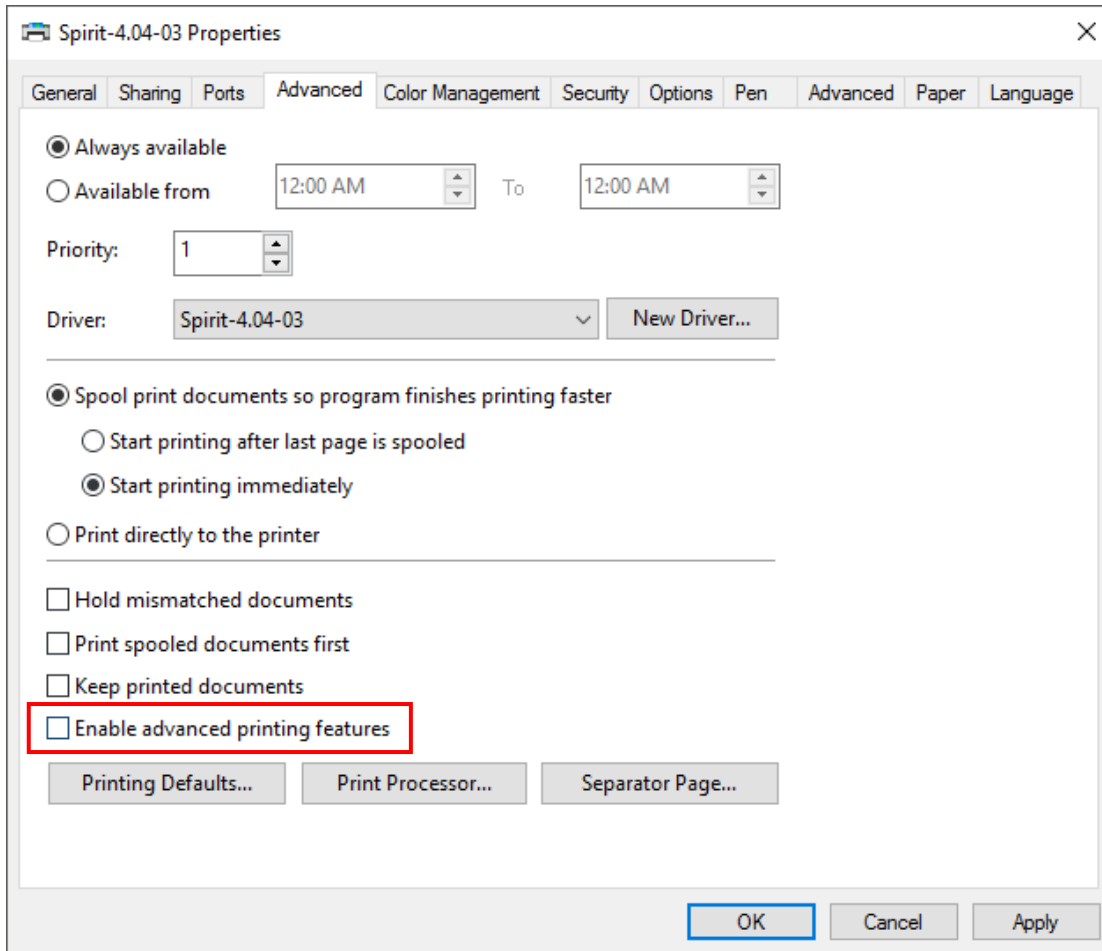 Spirit-4.04-03 Properties
General Sharing Ports Advanced Color Management Security Options Pen Advanced Paper Language
Always available
Available from 12:00 AM To 12:00 AM
Priority: 1
Driver: Spirit-4.04-03 New Driver...
Spool print documents so program finishes printing faster
Start printing after last page is spooled
Start printing immediately
Print directly to the printer
Hold mismatched documents
Print spooled documents first
Keep printed documents
Enable advanced printing features
Printing Defaults... Print Processor... Separator Page...
OK Cancel Apply